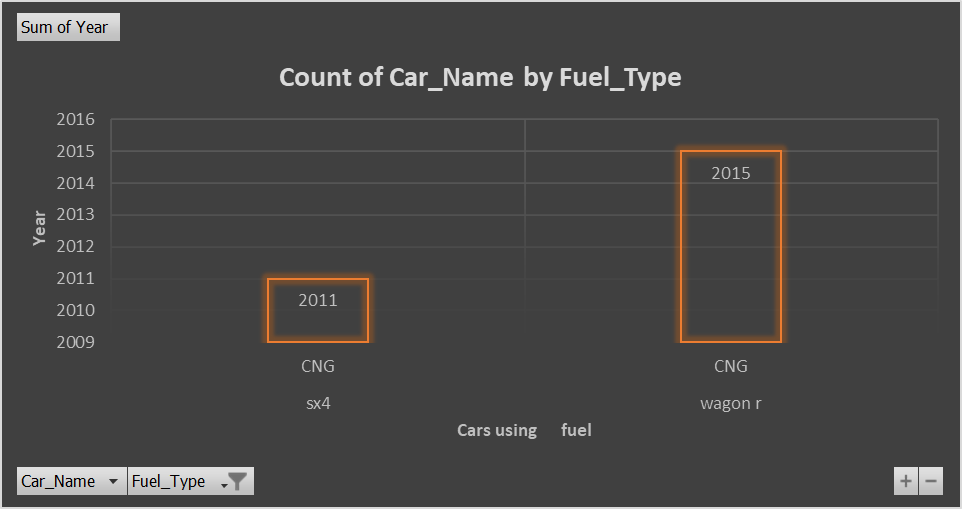 Sum of Year
Count of Car_Name by Fuel_Type
2016
2015
2014
2013
2012
2011
2010
2009
Year
2011
2015
CNG
CNG
sx4
wagon r
Cars using fuel
Car_Name
Fuel_Type
+
−